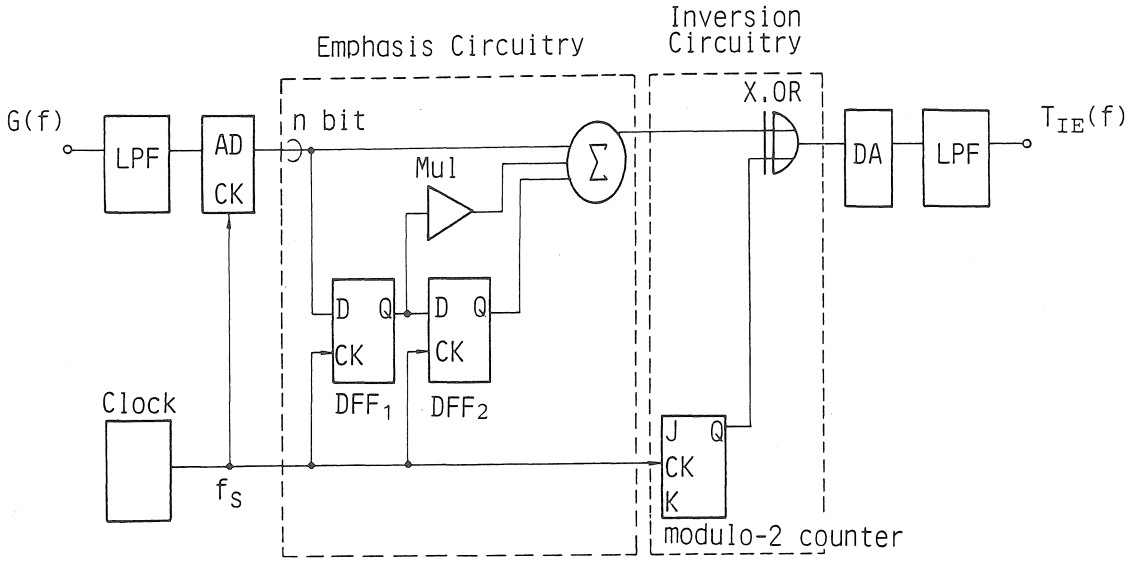 Emphasis Circuitry
Inversion
Circuitry
G(f)
LPF
AD
CK
n bit
Mul
Σ
X.OR
DA
LPF
T_IE(f)
D Q
CK
DFF₁
D Q
CK
DFF₂
Clock
f_S
J Q
CK
K
modulo-2 counter